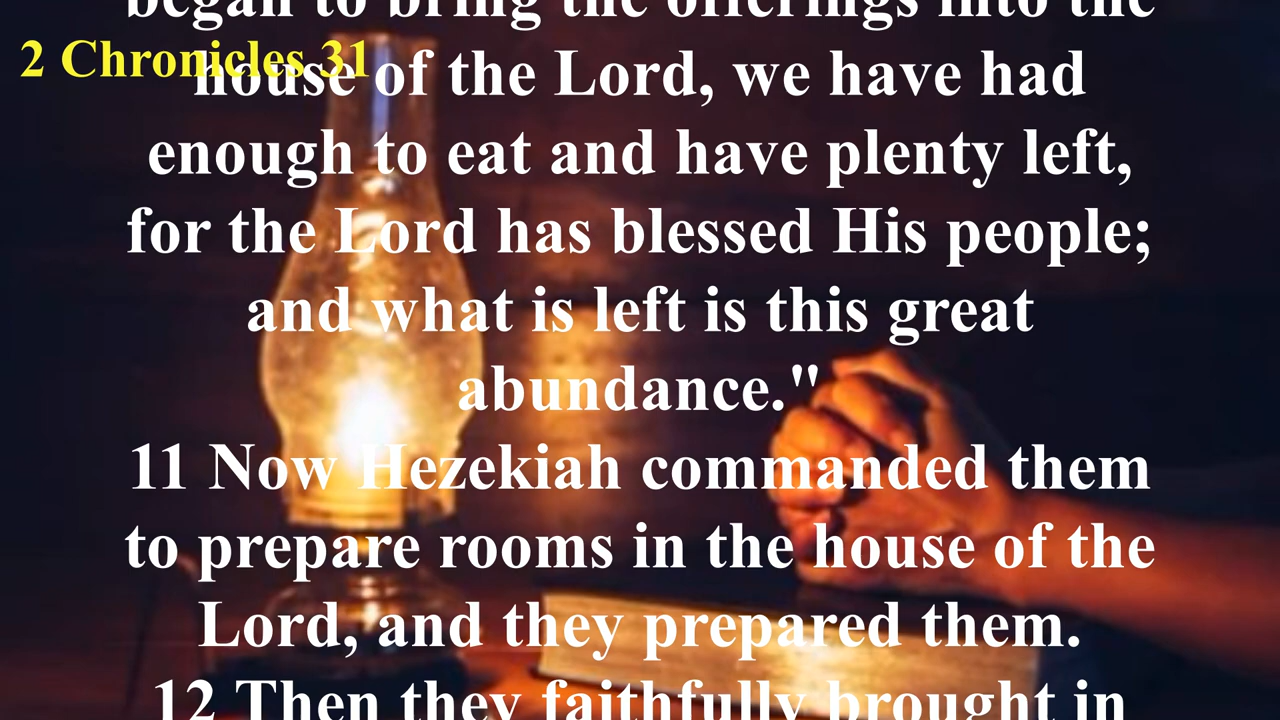 began to bring the offerings into the
2 Chronicles 31
house of the Lord, we have had
enough to eat and have plenty left,
for the Lord has blessed His people;
and what is left is this great
abundance."
11 Now Hezekiah commanded them
to prepare rooms in the house of the
Lord, and they prepared them.
12 Then they faithfully brought in